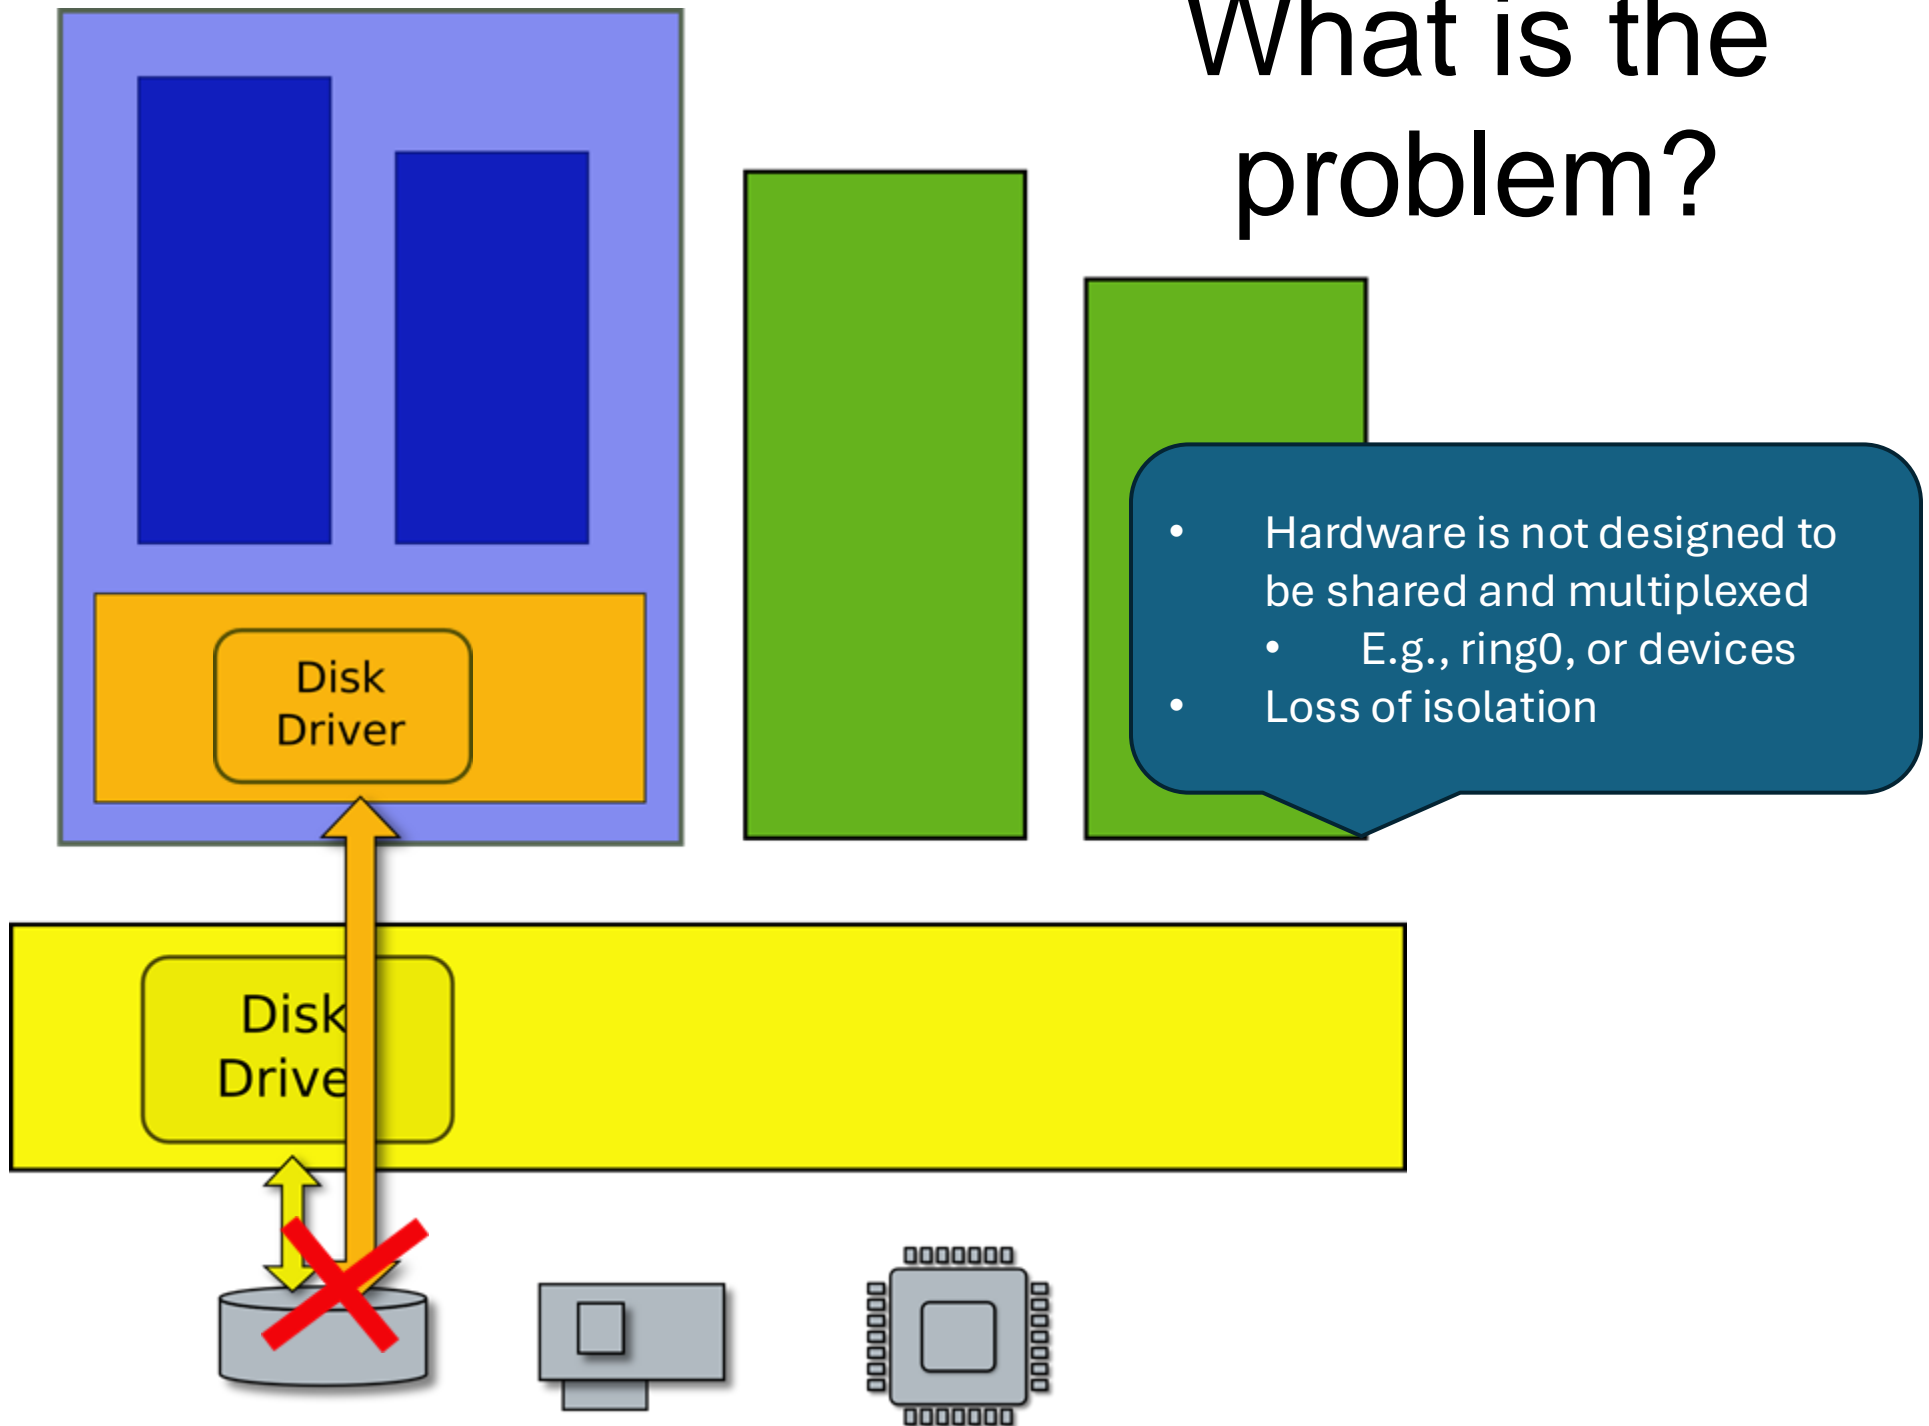 What is the
problem?
• Hardware is not designed to
be shared and multiplexed
• E.g., ring0, or devices
• Loss of isolation
Disk
Driver
Disk
Drive